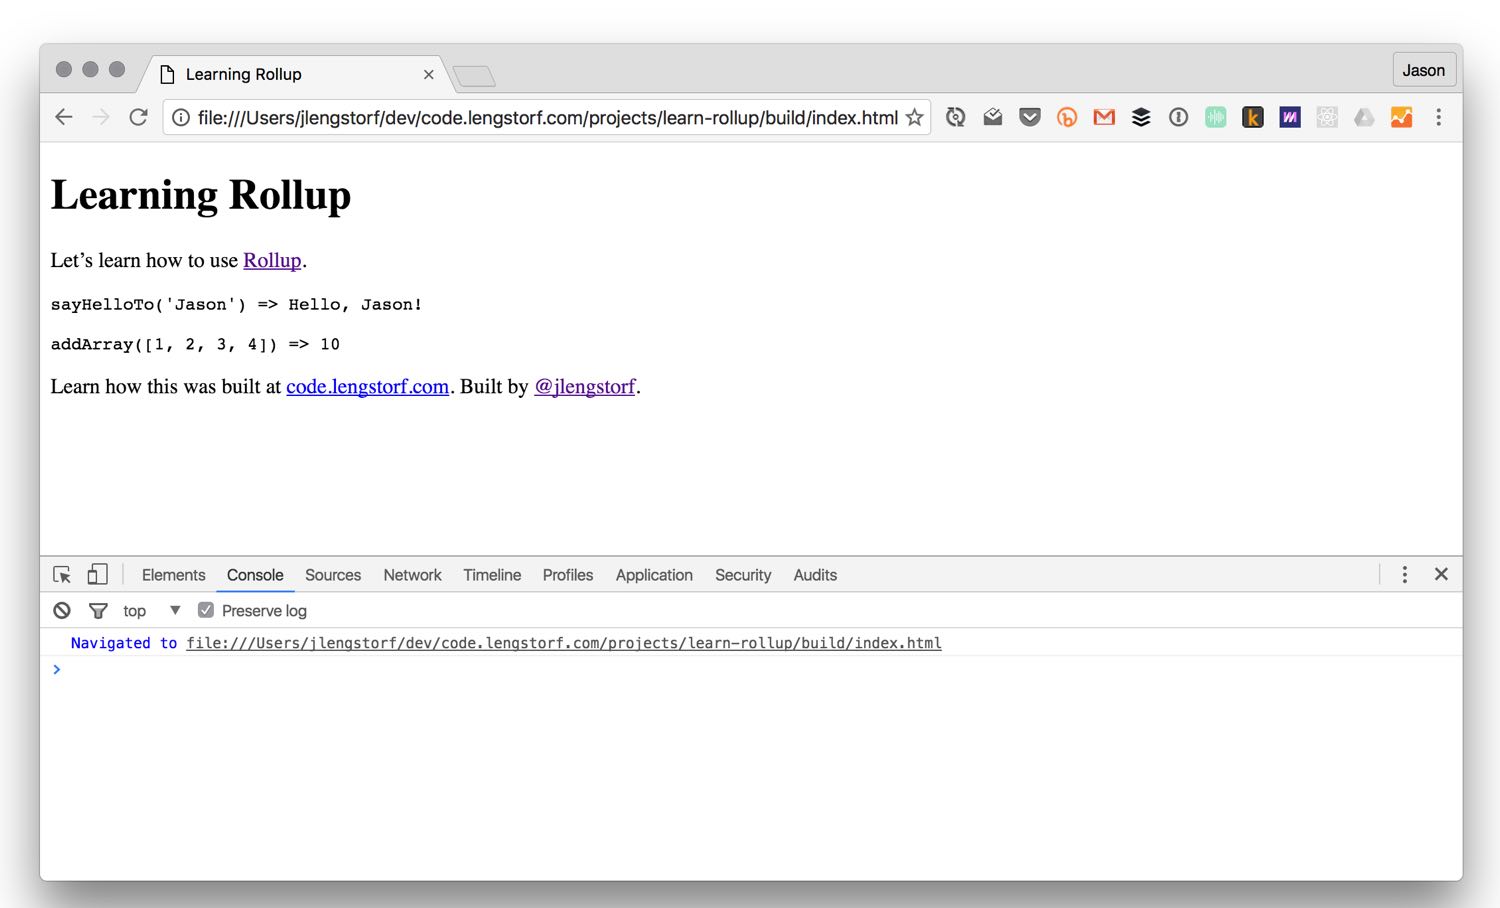 Learning Rollup
Jason
file:///Users/jlengstorf/dev/code.lengstorf.com/projects/learn-rollup/build/index.html
Learning Rollup
Let’s learn how to use Rollup.
sayHelloTo('Jason') => Hello, Jason!
addArray([1, 2, 3, 4]) => 10
Learn how this was built at code.lengstorf.com. Built by @jlengstorf.
Elements Console Sources Network Timeline Profiles Application Security Audits
top Preserve log
Navigated to file:///Users/jlengstorf/dev/code.lengstorf.com/projects/learn-rollup/build/index.html
>